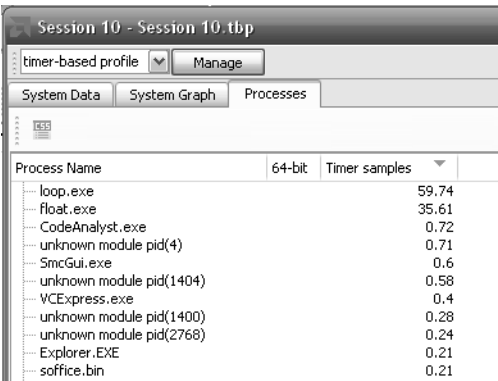 Session 10 - Session 10.tbp
timer-based profile Manage
System Data System Graph Processes
CSS
Process Name 64-bit Timer samples
loop.exe 59.74
float.exe 35.61
CodeAnalyst.exe 0.72
unknown module pid(4) 0.71
SmcGui.exe 0.6
unknown module pid(1404) 0.58
VCExpress.exe 0.4
unknown module pid(1400) 0.28
unknown module pid(2768) 0.24
Explorer.EXE 0.21
soffice.bin 0.21